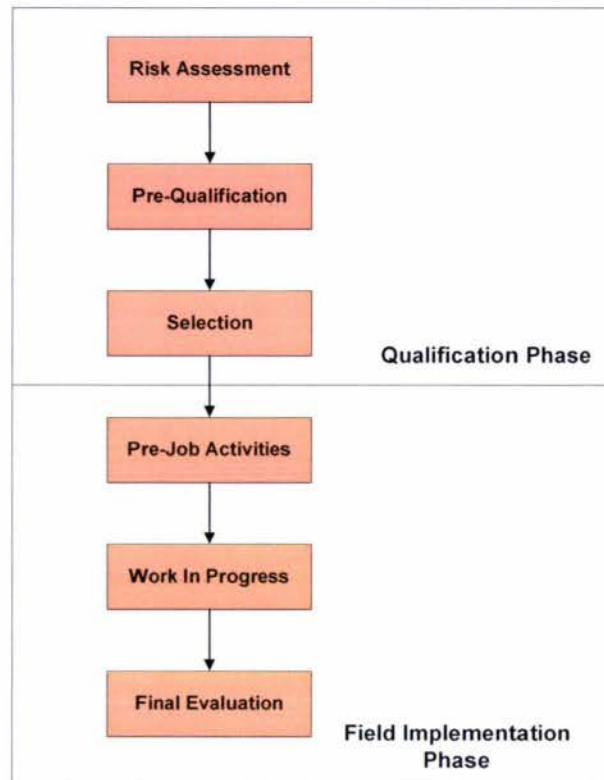 Risk Assessment
Pre-Qualification
Selection
Qualification Phase
Pre-Job Activities
Work In Progress
Final Evaluation
Field Implementation
Phase